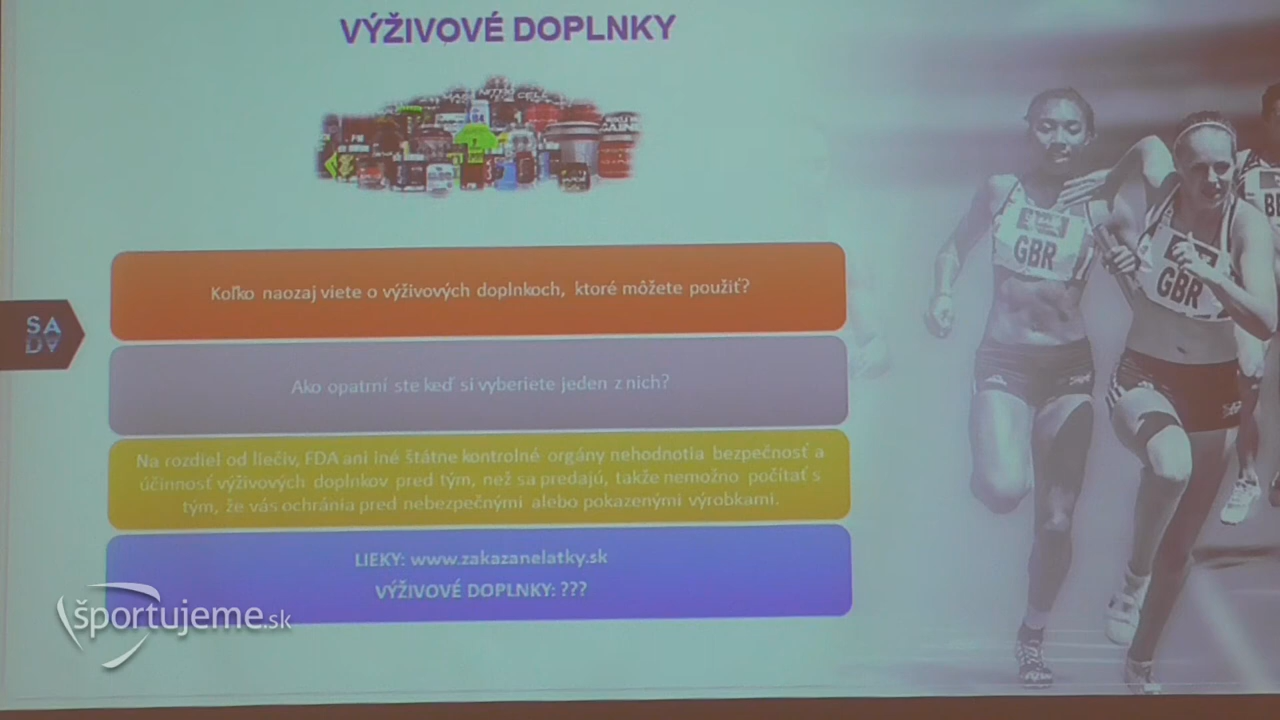 VÝŽIVOVÉ DOPLNKY
Koľko naozaj viete o výživových doplnkoch, ktoré môžete použiť?
SA
DA
Ako opatrní ste keď si vyberiete jeden z nich?
Na rozdiel od liečiv, FDA ani iné štátne kontrolné orgány nehodnotia bezpečnosť a
účinnosť výživových doplnkov pred tým, než sa predajú, takže nemožno počítať s
tým, že vás ochránia pred nebezpečnými alebo pokazenými výrobkami.
LIEKY: www.zakazanelatky.sk
VÝŽIVOVÉ DOPLNKY: ???
GBR
GBR
športujeme.sk